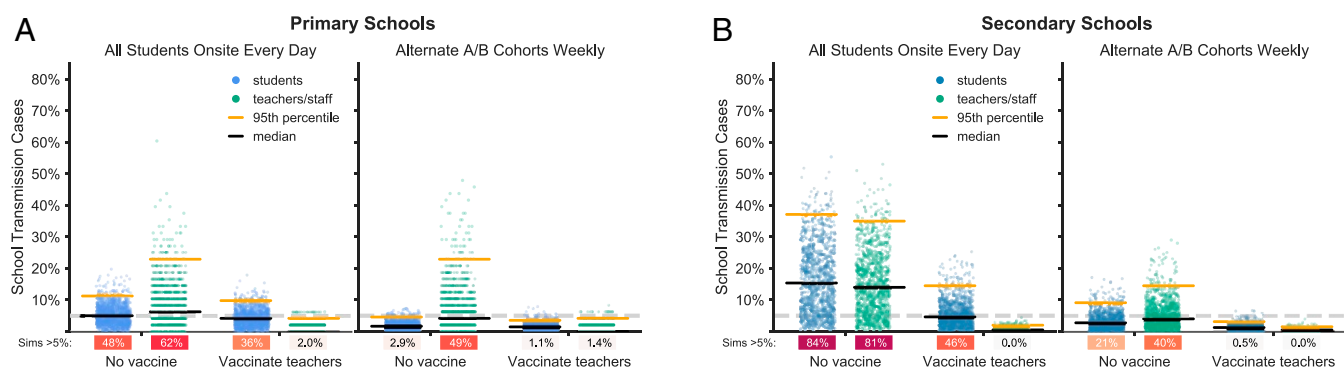 A
Primary Schools
All Students Onsite Every Day
Alternate A/B Cohorts Weekly
School Transmission Cases
80%
70%
60%
50%
40%
30%
20%
10%
students
teachers/staff
95th percentile
median
Sims >5%: 48% 62% 36% 2.0% 2.9% 49% 1.1% 1.4%
No vaccine Vaccinate teachers No vaccine Vaccinate teachers
B
Secondary Schools
All Students Onsite Every Day
Alternate A/B Cohorts Weekly
School Transmission Cases
80%
70%
60%
50%
40%
30%
20%
10%
students
teachers/staff
95th percentile
median
Sims >5%: 84% 81% 46% 0.0% 21% 40% 0.5% 0.0%
No vaccine Vaccinate teachers No vaccine Vaccinate teachers